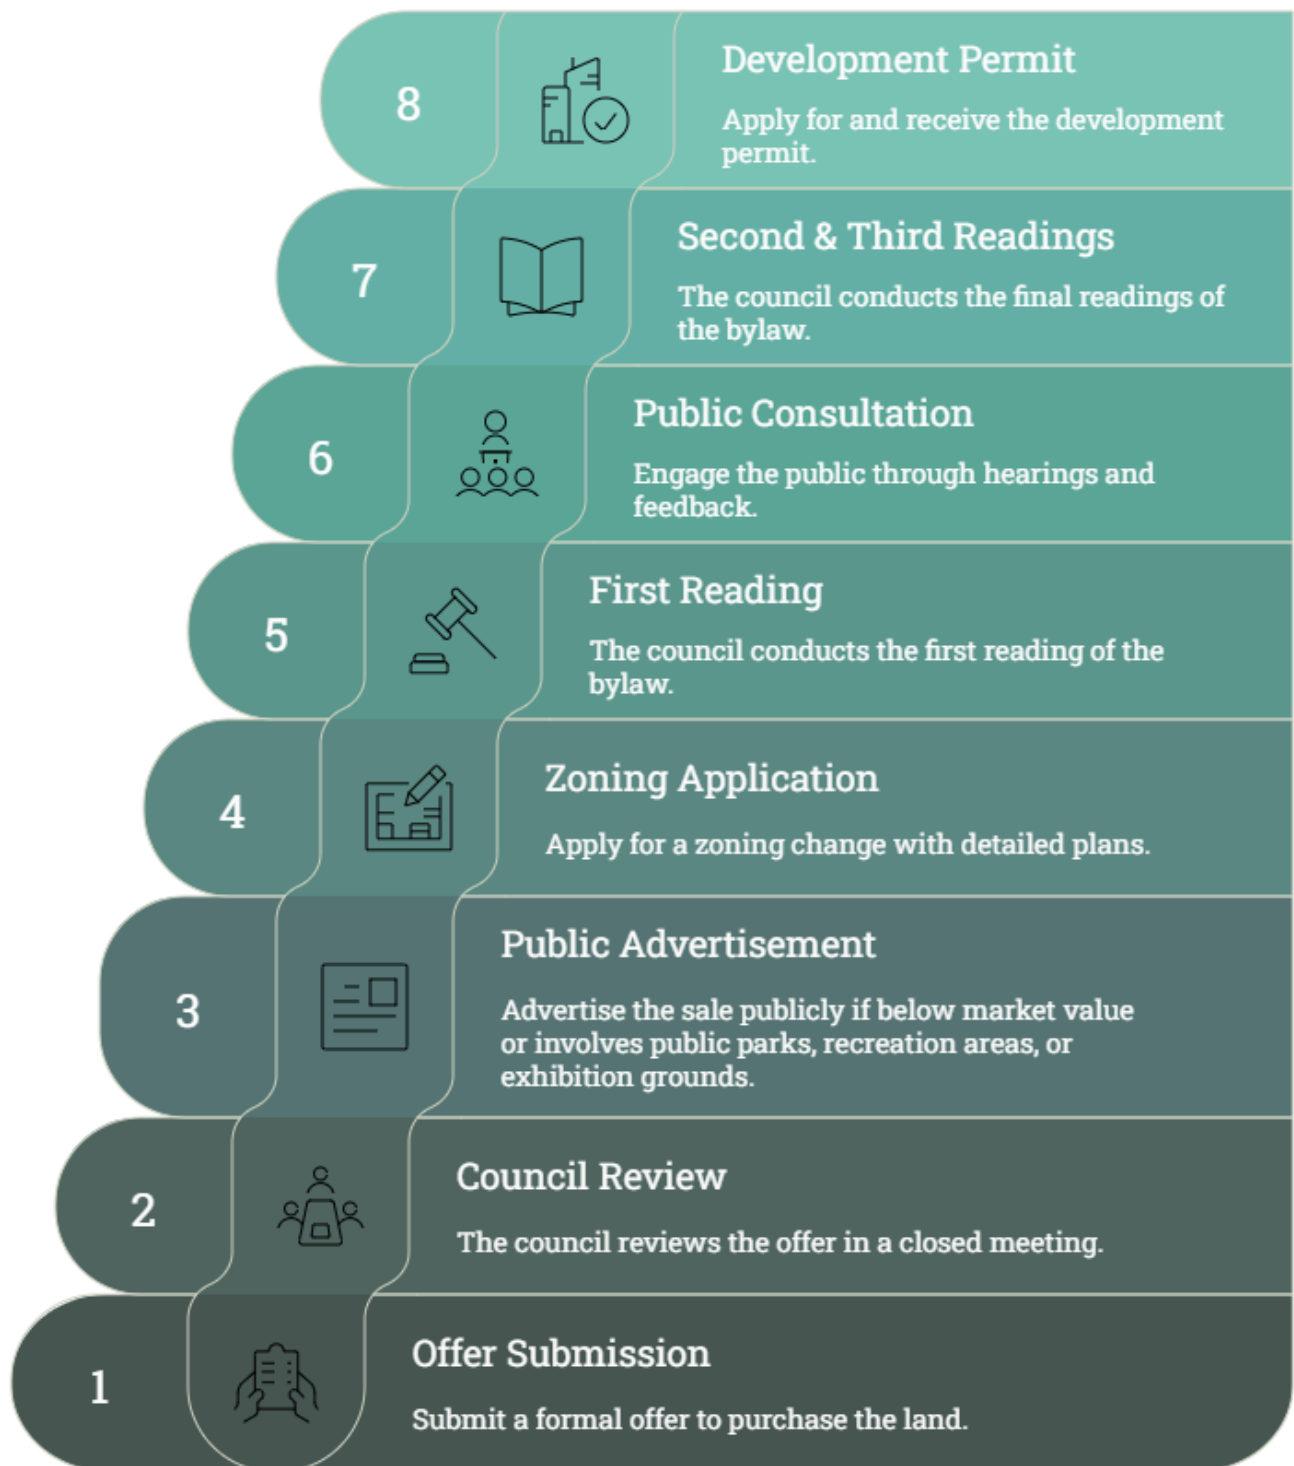 8
Development Permit
Apply for and receive the development
permit.
7
Second & Third Readings
The council conducts the final readings of
the bylaw.
6
Public Consultation
Engage the public through hearings and
feedback.
5
First Reading
The council conducts the first reading of the
bylaw.
4
Zoning Application
Apply for a zoning change with detailed plans.
3
Public Advertisement
Advertise the sale publicly if below market value
or involves public parks, recreation areas, or
exhibition grounds.
2
Council Review
The council reviews the offer in a closed meeting.
1
Offer Submission
Submit a formal offer to purchase the land.